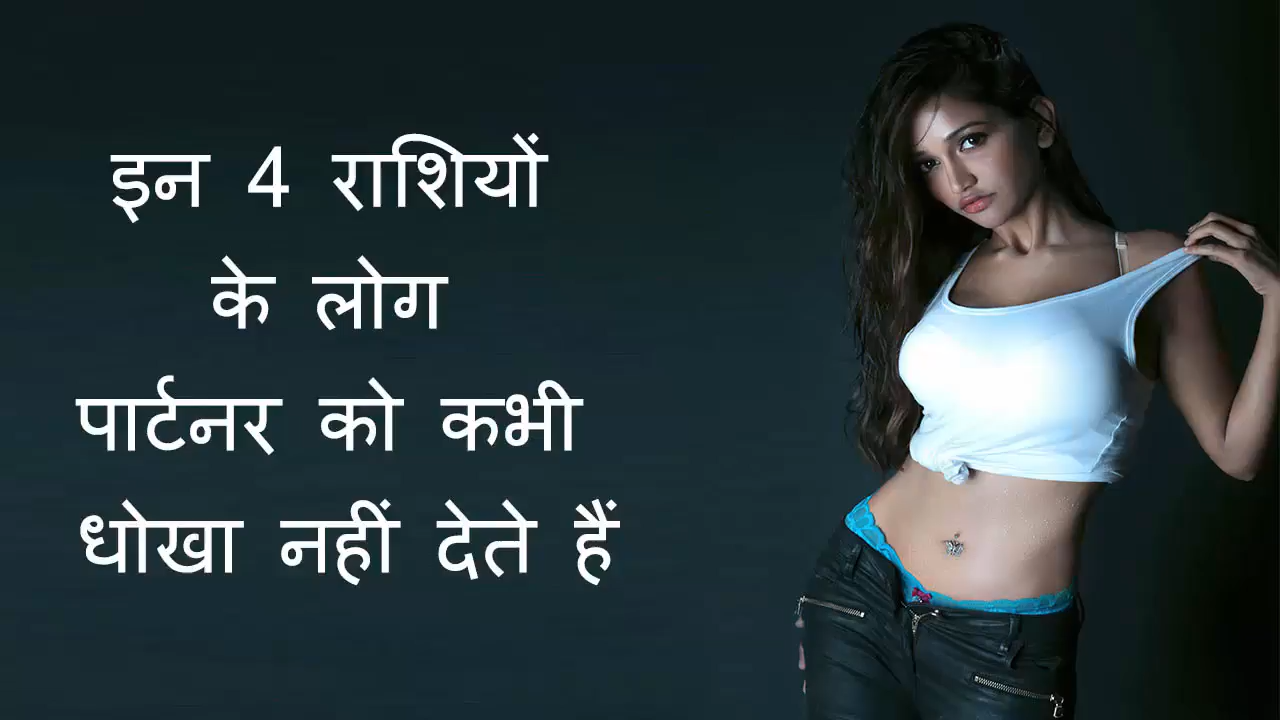 इन 4 राशियों
के लोग
पार्टनर को कभी
धोखा नहीं देते हैं